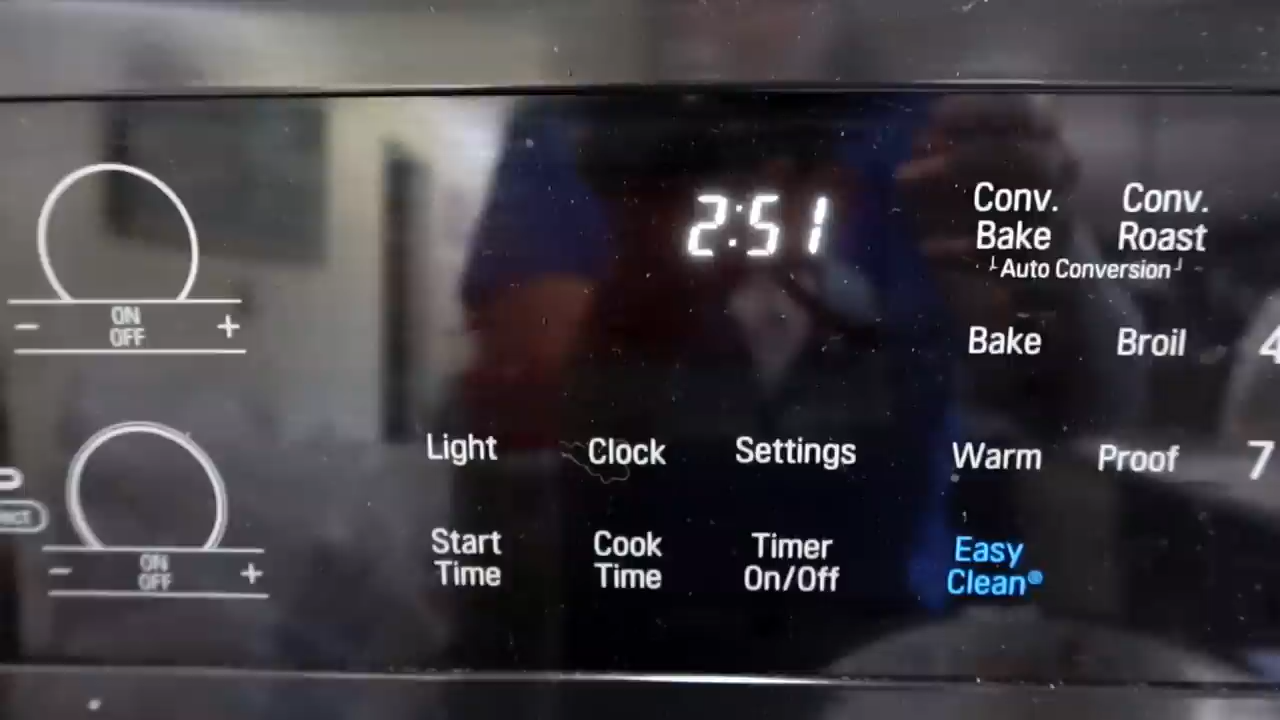 2:51
Conv. Bake
Conv. Roast
Auto Conversion
ON
OFF
Bake
Broil
4
Light
Clock
Settings
Warm
Proof
7
Start Time
Cook Time
Timer On/Off
Easy Clean®
ON
OFF